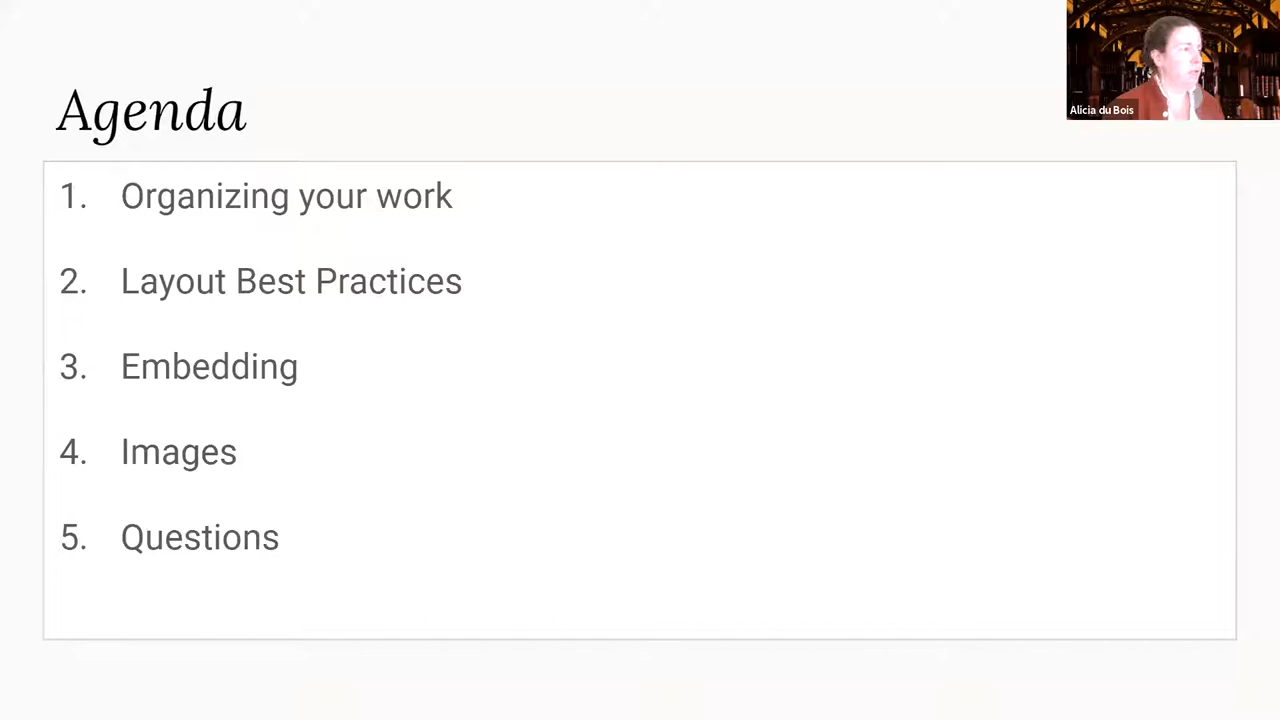 Agenda
Alicia du Bois
1. Organizing your work
2. Layout Best Practices
3. Embedding
4. Images
5. Questions